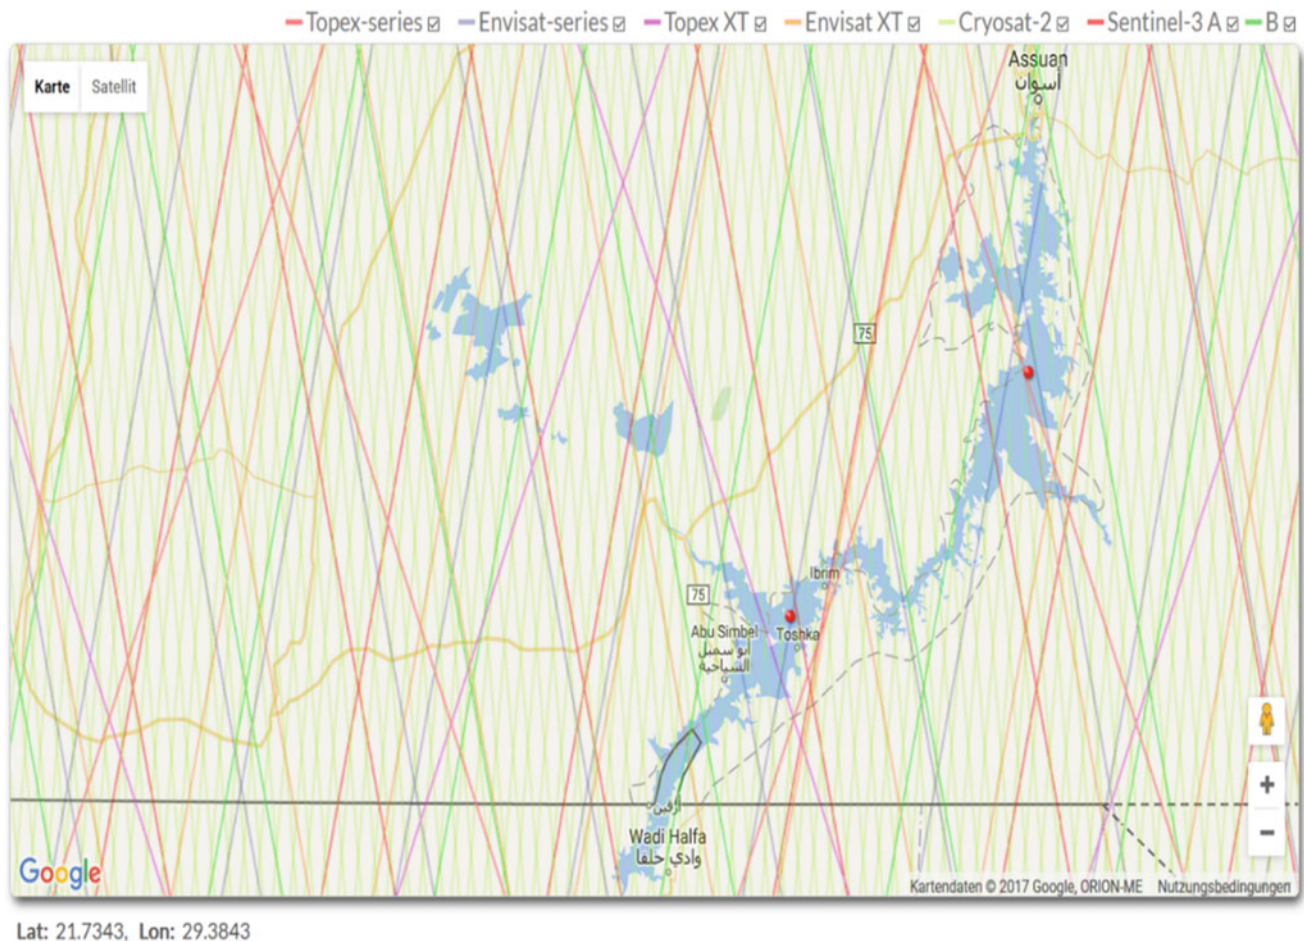 Topex-series Envisat-series Topex XT Envisat XT Cryosat-2 Sentinel-3 A B
Karte Satellit
Assuan
أسوان
75
Ibrim
75
Abu Simbel
أبو سمبل
السياحية
Toshka
أرقين
Wadi Halfa
وادي حلفا
Google
Kartendaten © 2017 Google, ORION-ME Nutzungsbedingungen
Lat: 21.7343, Lon: 29.3843